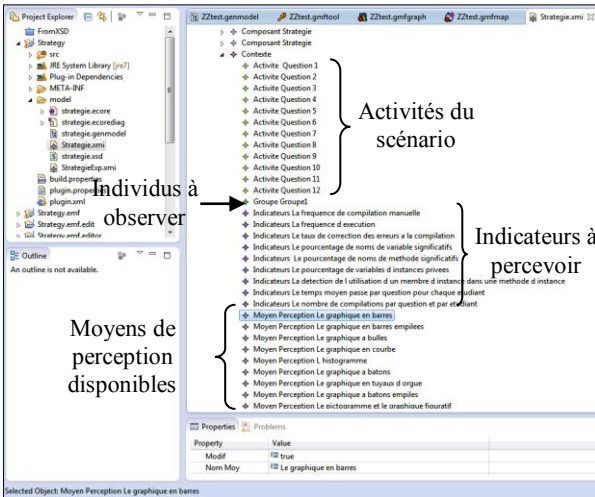 Project Explorer
FromXSD
Strategy
src
JRE System Library [jre7]
Plug-in Dependencies
META-INF
model
strategie.ecore
strategie.ecorediag
strategie.genmodel
Strategie.xmi
strategie.xsd
StrategieExp.xmi
build.properties
plugin.properties
plugin.xml
Strategy.emf
Strategy.emf.edit
Strategy.emf.editor
Outline
An outline is not available.
ZZtest.genmodel
ZZtest.gmftool
ZZtest.gmfgraph
ZZtest.gmfmap
Strategie.xmi
Composant Strategie
Composant Strategie
Contexte
Activite Question 1
Activite Question 2
Activite Question 3
Activite Question 4
Activite Question 5
Activite Question 6
Activite Question 7
Activite Question 8
Activite Question 9
Activite Question 10
Activite Question 11
Activite Question 12
Groupe Groupe1
Indicateurs La frequence de compilation manuelle
Indicateurs La frequence d execution
Indicateurs Le taux de correction des erreurs a la compilation
Indicateurs Le pourcentage de noms de variable significatifs
Indicateurs Le pourcentage de noms de methode significatifs
Indicateurs Le pourcentage de variables d instances privees
Indicateurs La detection de l utilisation d un membre d instance dans une methode d instance
Indicateurs Le temps moyen passe par question pour chaque etudiant
Indicateurs Le nombre de compilations par question et par etudiant
Moyen Perception Le graphique en barres
Moyen Perception Le graphique en barres empilees
Moyen Perception Le graphique a bulles
Moyen Perception Le graphique en courbe
Moyen Perception L histogramme
Moyen Perception Le graphique a batons
Moyen Perception Le graphique en tuyaux d orgue
Moyen Perception Le graphique a batons empiles
Moyen Perception Le pictogramme et le graphique figuratif
Activités du
scénario
Individus à
observer
Indicateurs à
percevoir
Moyens de
perception
disponibles
Properties
Problems
Property
Value
Modif
true
Nom Moy
Le graphique en barres
Selected Object: Moyen Perception Le graphique en barres